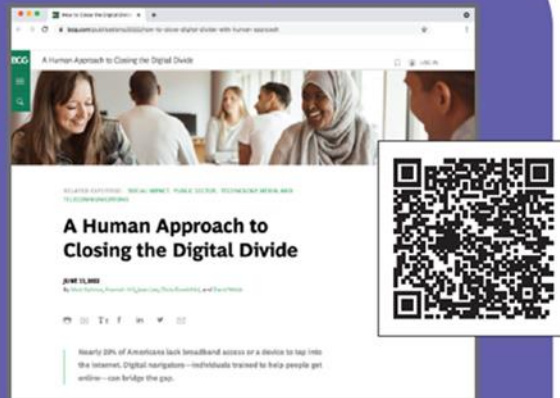 How to Close the Digital Divide
BCG
A Human Approach to Closing the Digital Divide
LOG IN
RELATED EXPERTISE: SOCIAL IMPACT, PUBLIC SECTOR, TECHNOLOGY, MEDIA, AND
TELECOMMUNICATIONS
A Human Approach to
Closing the Digital Divide
By
and
Nearly 20% of Americans lack broadband access or a device to tap into
the internet. Digital navigators—individuals trained to help people get
online—can bridge the gap.